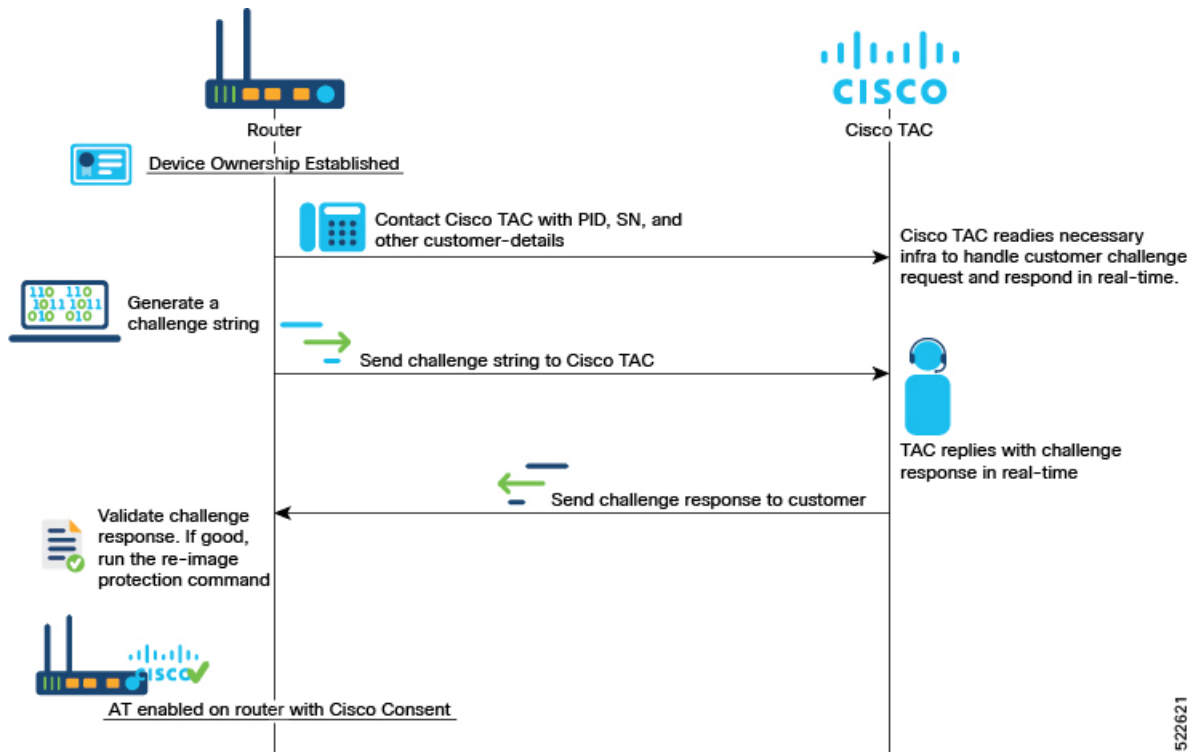 CISCO
Router
Cisco TAC
Device Ownership Established
Contact Cisco TAC with PID, SN, and
other customer-details
Cisco TAC readies necessary
infra to handle customer challenge
request and respond in real-time.
110 110
1011 1011
010 010
Generate a
challenge string
Send challenge string to Cisco TAC
TAC replies with challenge
response in real-time
Send challenge response to customer
Validate challenge
response. If good,
run the re-image
protection command
CISCO
AT enabled on router with Cisco Consent
522621